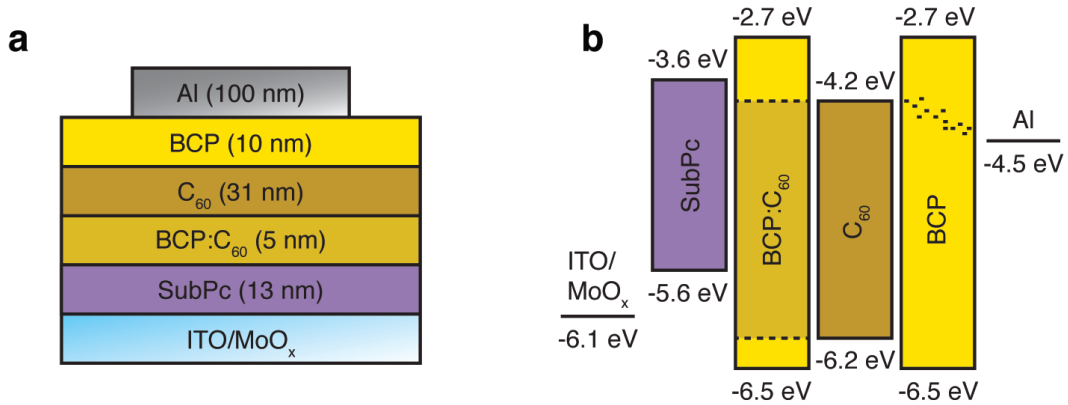 a
Al (100 nm)
BCP (10 nm)
C₆₀ (31 nm)
BCP:C₆₀ (5 nm)
SubPc (13 nm)
ITO/MoOₓ
b
-2.7 eV
-2.7 eV
-3.6 eV
-4.2 eV
Al
-4.5 eV
SubPc
BCP:C₆₀
C₆₀
BCP
ITO/
MoOₓ
-6.1 eV
-5.6 eV
-6.2 eV
-6.5 eV
-6.5 eV